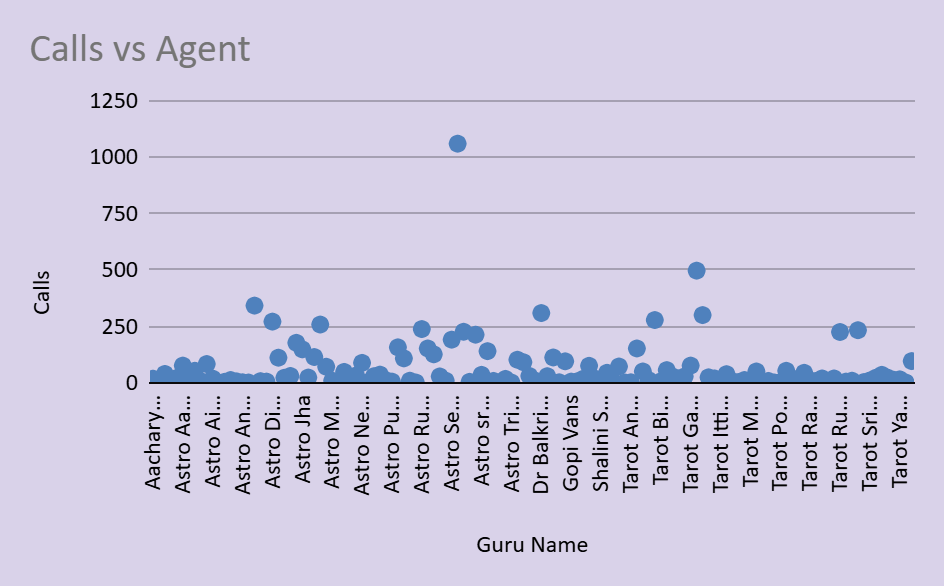 Calls vs Agent
1250
1000
750
500
250
0
Calls
Aachary...
Astro Aa...
Astro Ai...
Astro An...
Astro Di...
Astro Jha
Astro M...
Astro Ne...
Astro Pu...
Astro Ru...
Astro Se...
Astro sr...
Astro Tri...
Dr Balkri...
Gopi Vans
Shalini S...
Tarot An...
Tarot Bi...
Tarot Ga...
Tarot Itti...
Tarot M...
Tarot Po...
Tarot Ra...
Tarot Ru...
Tarot Sri...
Tarot Ya...
Guru Name